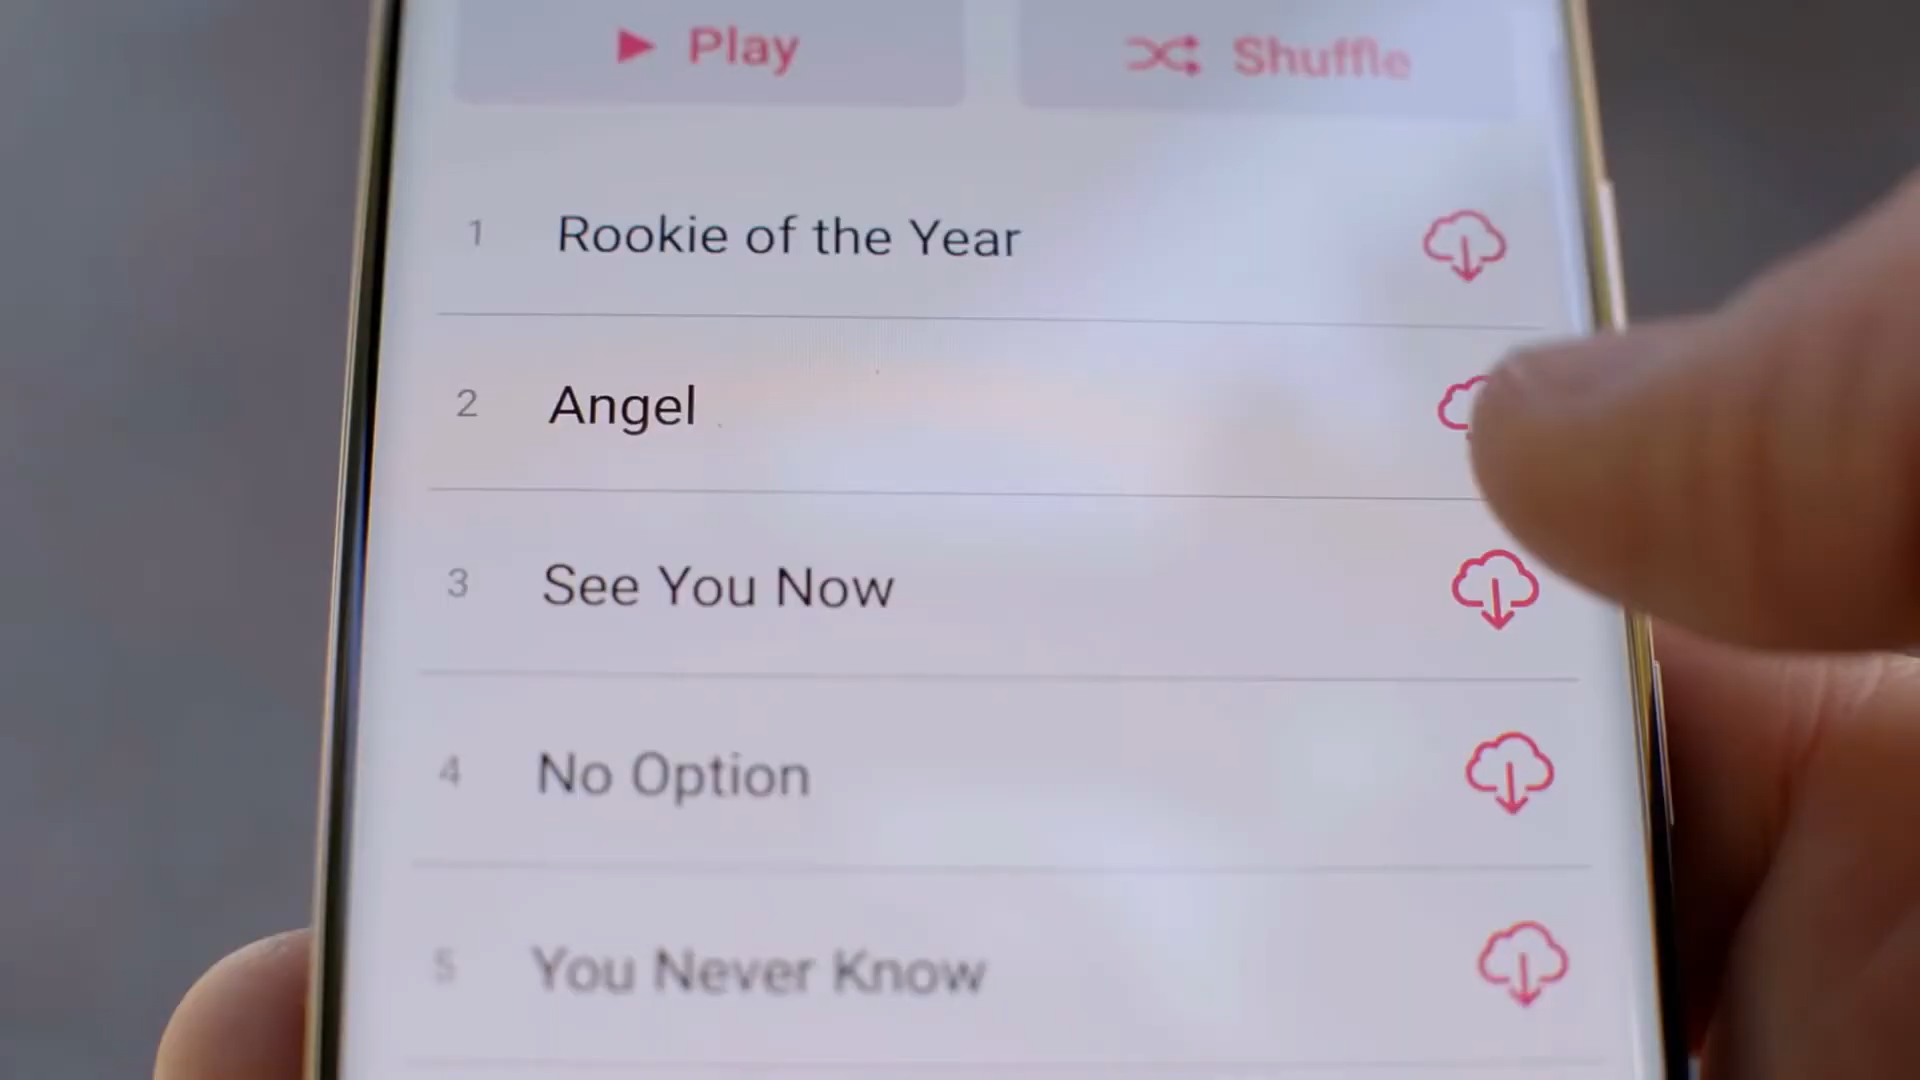 Play
Shuffle
1 Rookie of the Year
2 Angel
3 See You Now
4 No Option
5 You Never Know